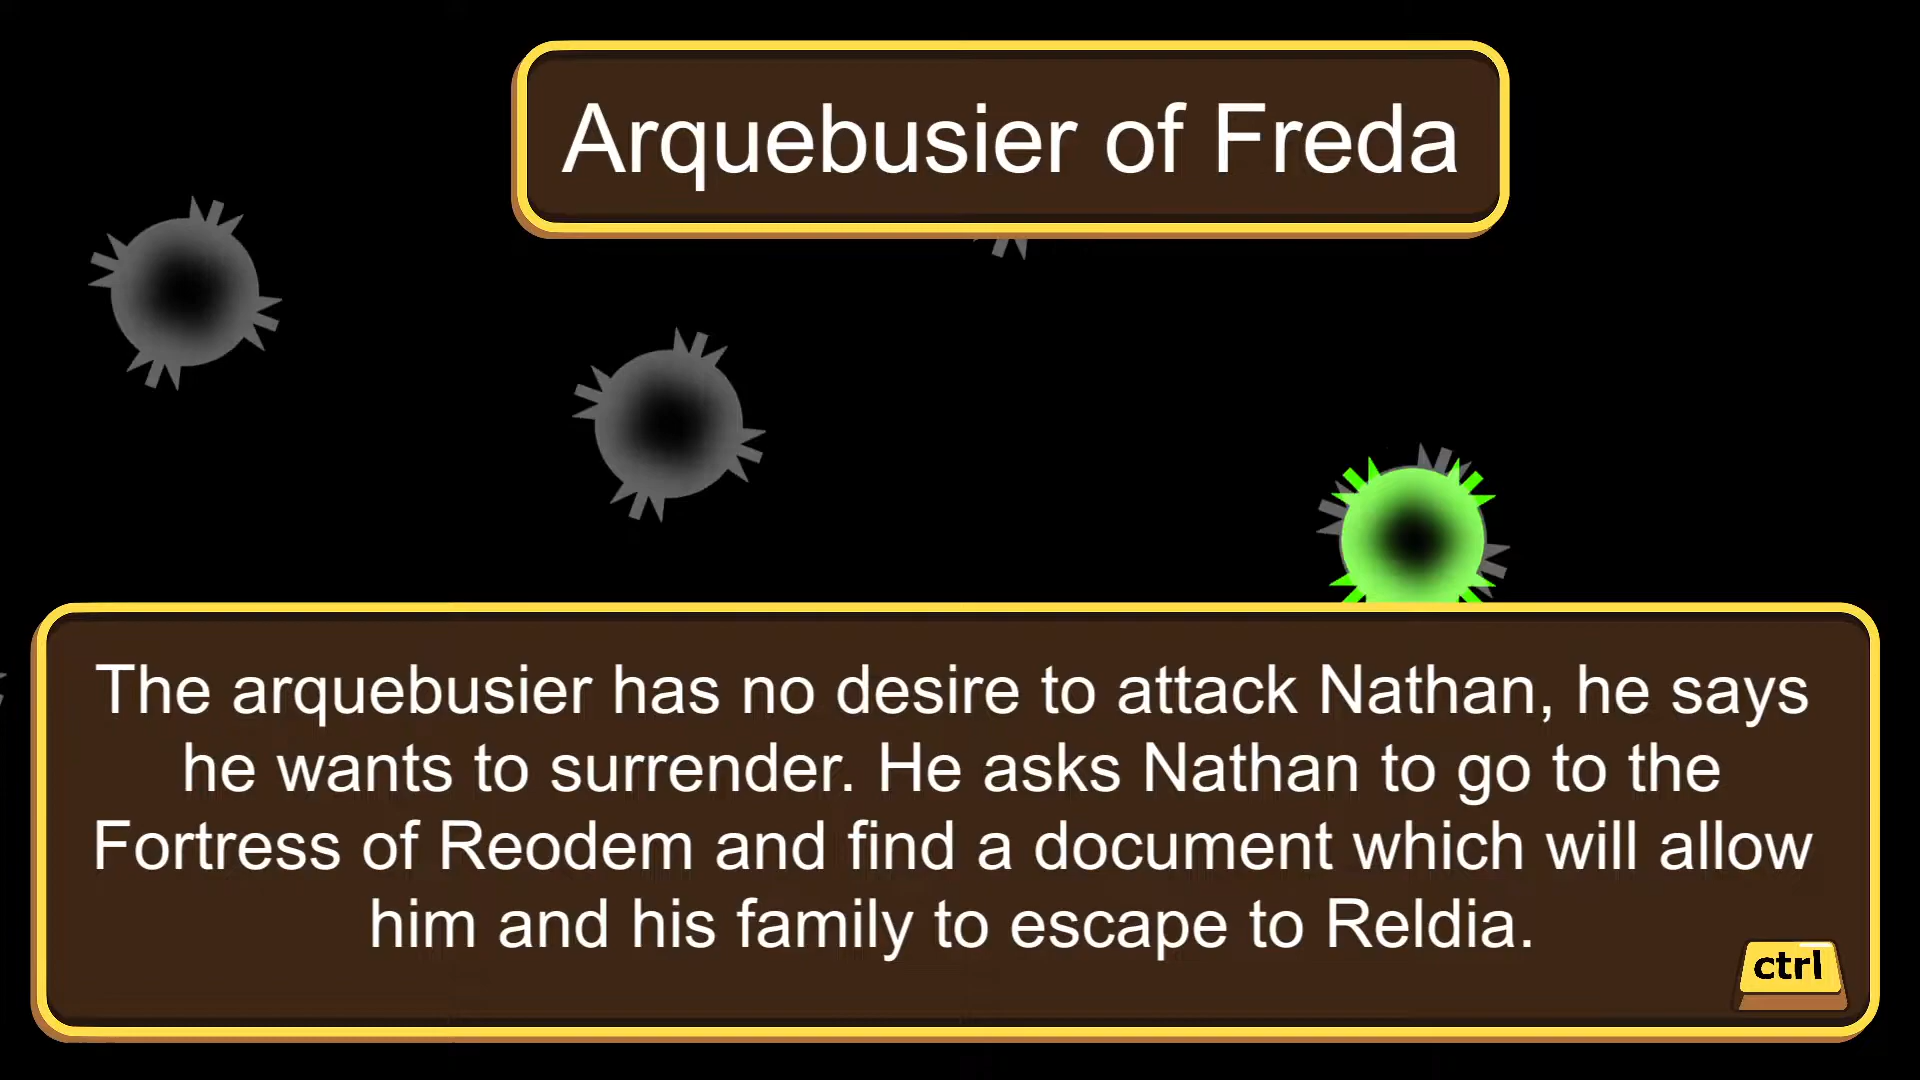 Arquebusier of Freda
The arquebusier has no desire to attack Nathan, he says
he wants to surrender. He asks Nathan to go to the
Fortress of Reodem and find a document which will allow
him and his family to escape to Reldia.
ctrl